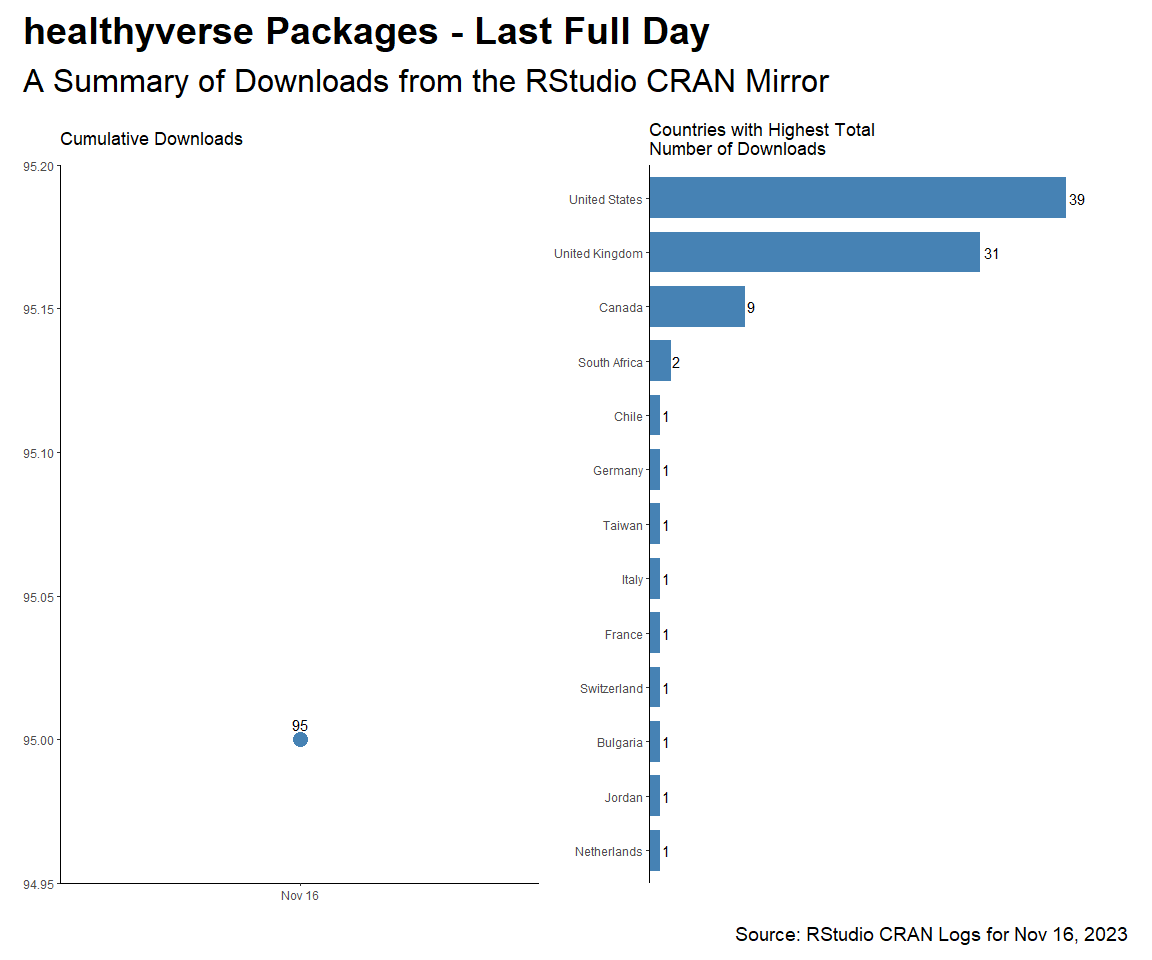 healthyverse Packages - Last Full Day
A Summary of Downloads from the RStudio CRAN Mirror
Cumulative Downloads
95.20
95.15
95.10
95.05
95.00
94.95
95
Nov 16
Countries with Highest Total
Number of Downloads
United States 39
United Kingdom 31
Canada 9
South Africa 2
Chile 1
Germany 1
Taiwan 1
Italy 1
France 1
Switzerland 1
Bulgaria 1
Jordan 1
Netherlands 1
Source: RStudio CRAN Logs for Nov 16, 2023